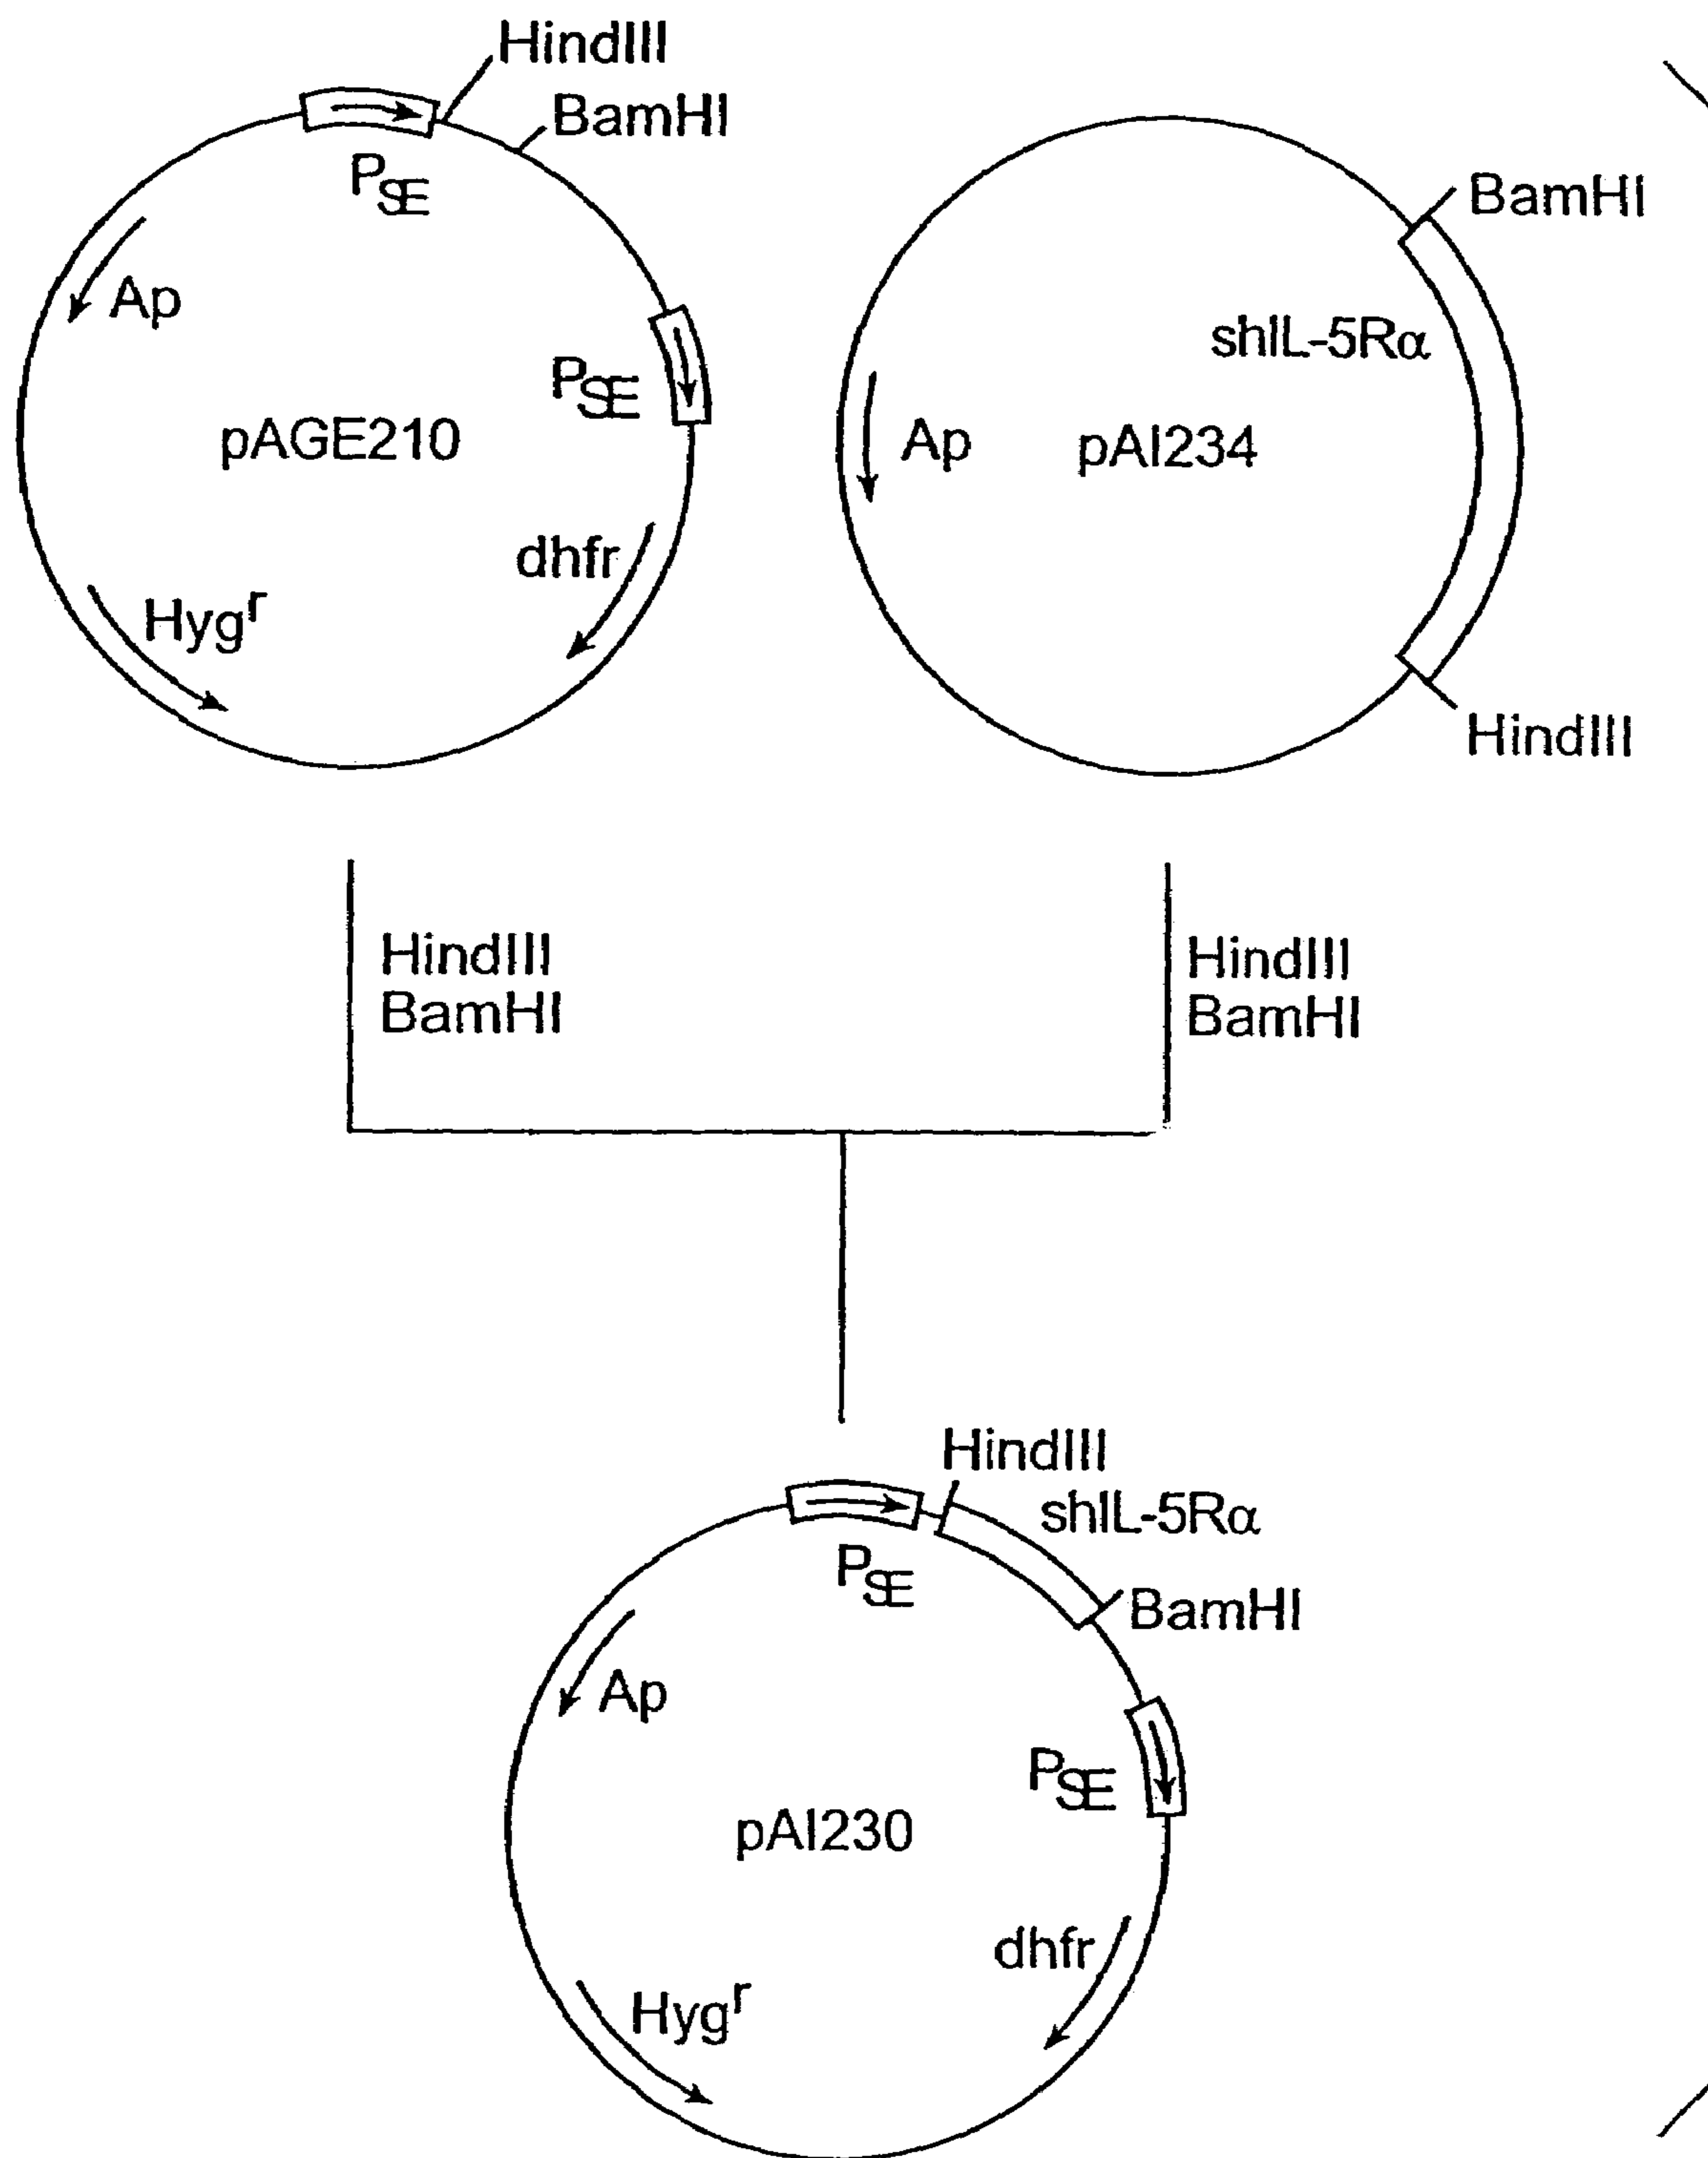 HindIII
BamHI
PSE
Ap
PSE
pAGE210
dhfr
Hygr
BamHI
shIL-5Rα
Ap
pAI234
HindIII
HindIII
BamHI
HindIII
BamHI
HindIII
shIL-5Rα
PSE
BamHI
Ap
PSE
pAI230
dhfr
Hygr